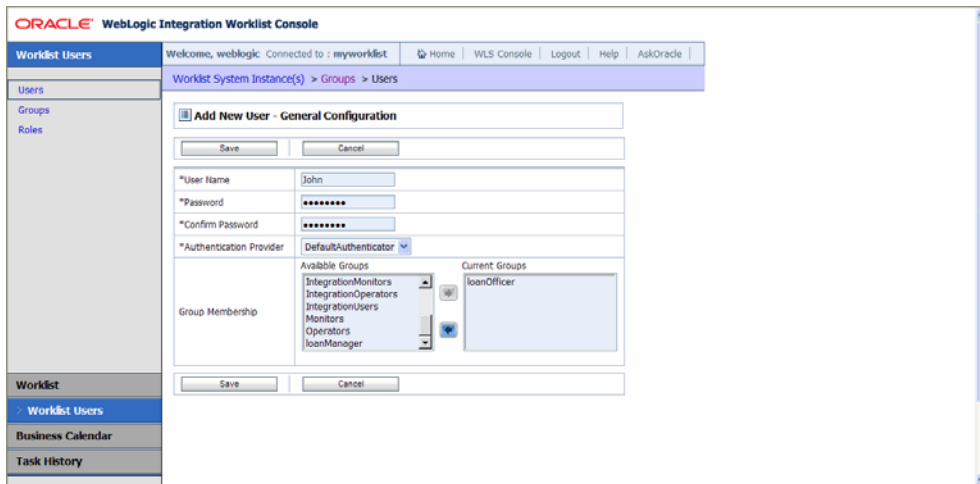 ORACLE WebLogic Integration Worklist Console
Worklist Users
Welcome, weblogic Connected to : myworklist
Home WLS Console Logout Help AskOracle
Worklist System Instance(s) > Groups > Users
Users
Groups
Roles
Add New User - General Configuration
Save Cancel
*User Name John
*Password ••••••••
*Confirm Password ••••••••
*Authentication Provider DefaultAuthenticator
Group Membership
Available Groups
IntegrationMonitors
IntegrationOperators
IntegrationUsers
Monitors
Operators
loanManager
Current Groups
loanOfficer
Save Cancel
Worklist
> Worklist Users
Business Calendar
Task History